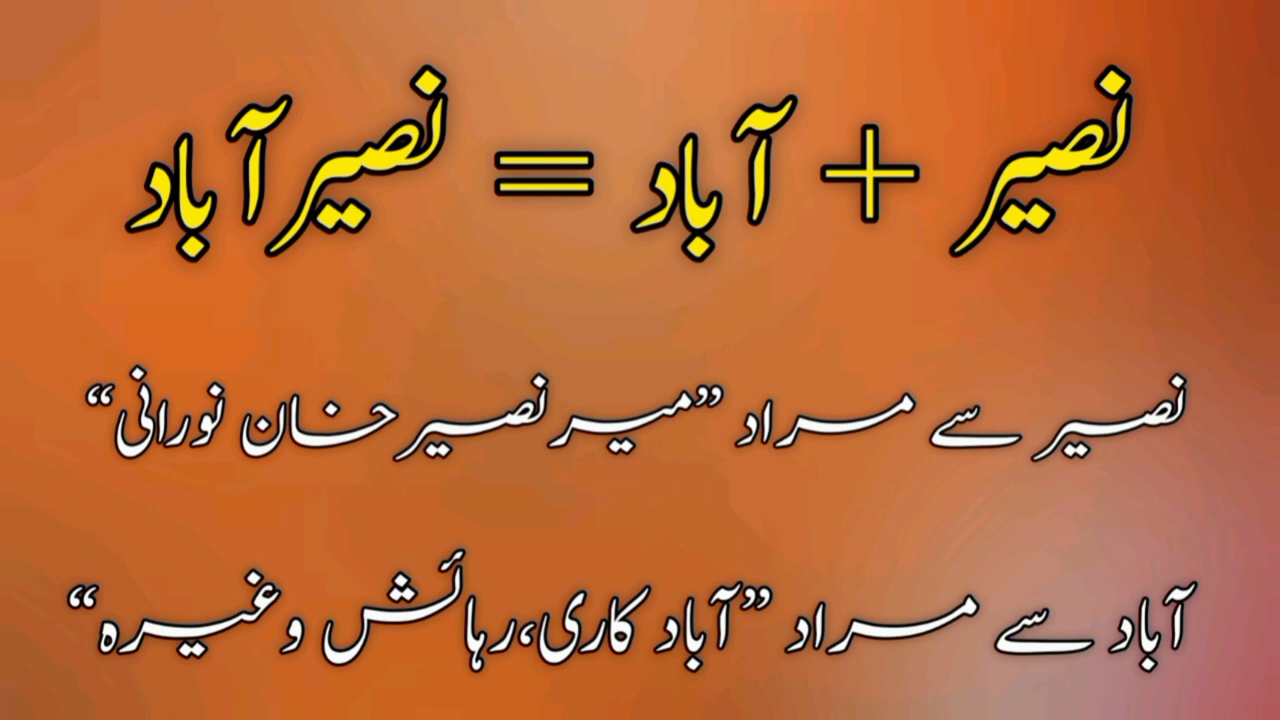 نصیر + آباد = نصیرآباد
نصیر سے مراد ”میر نصیر خان نورانی“
آباد سے مراد ”آباد کاری،رہائش وغیرہ“